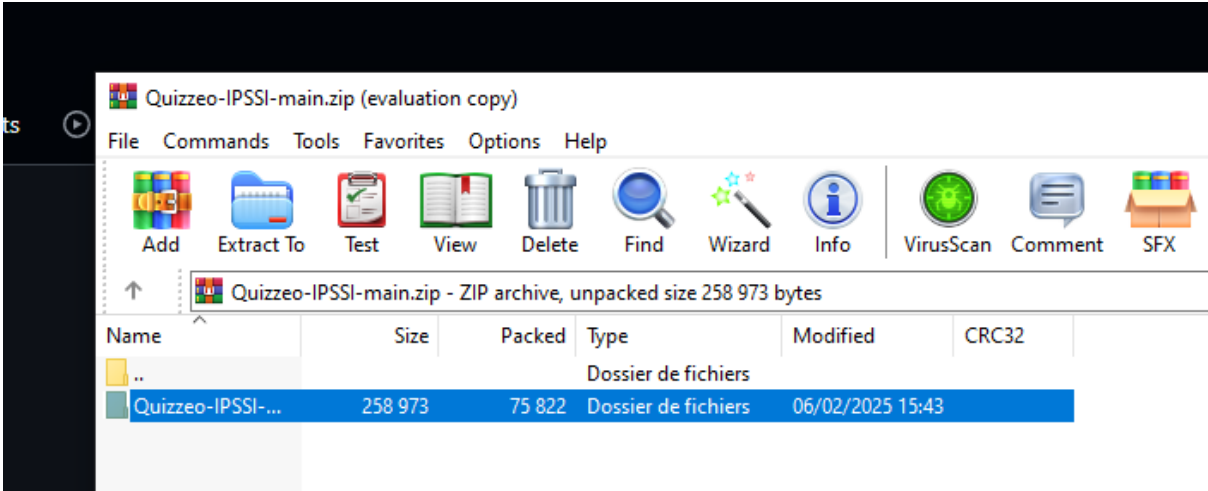 Quizzeo-IPSSI-main.zip (evaluation copy)
ts
File Commands Tools Favorites Options Help
Add Extract To Test View Delete Find Wizard Info VirusScan Comment SFX
Quizzeo-IPSSI-main.zip - ZIP archive, unpacked size 258 973 bytes
Name Size Packed Type Modified CRC32
.. Dossier de fichiers
Quizzeo-IPSSI-... 258 973 75 822 Dossier de fichiers 06/02/2025 15:43